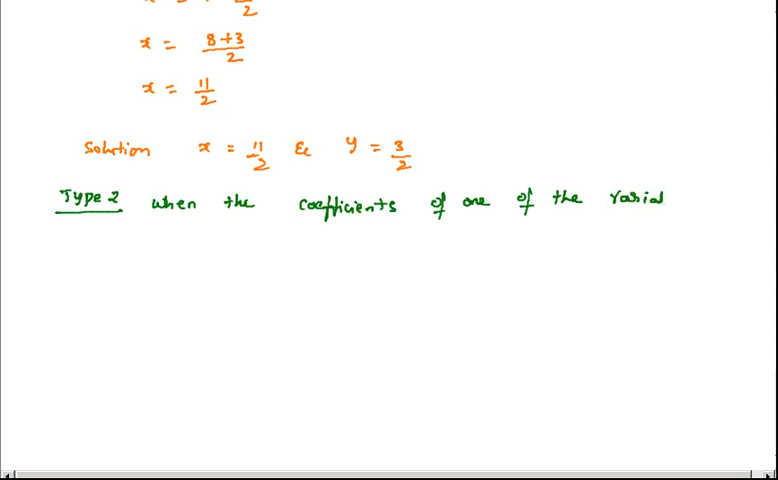 x = 8+3/2
x = 11/2
Solution x = 11/2 & y = 3/2
Type 2 when the coefficients of one of the variabl